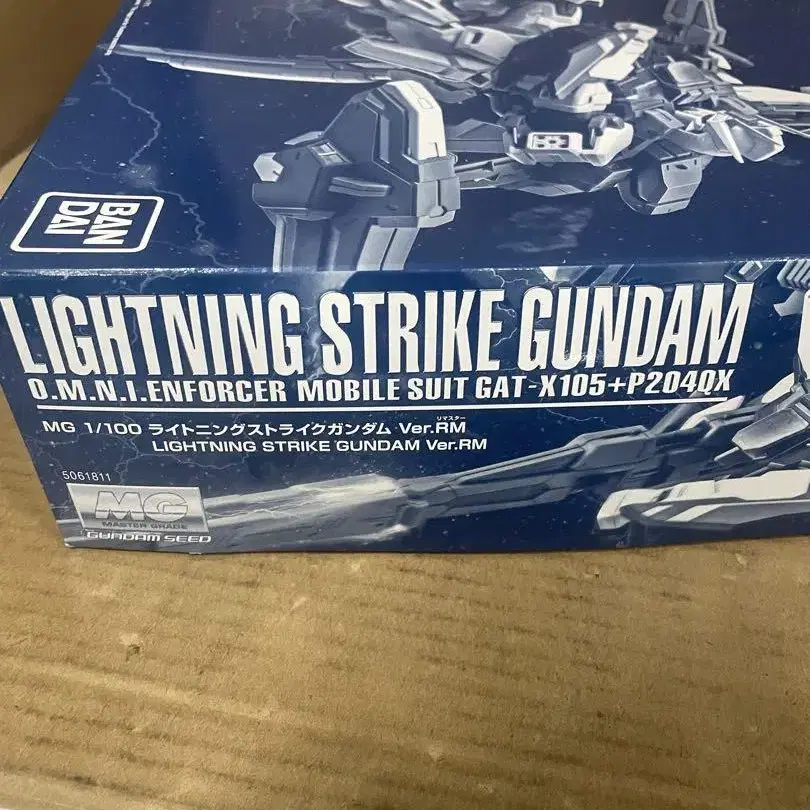 BAN
DAI
LIGHTNING STRIKE GUNDAM
O.M.N.I.ENFORCER MOBILE SUIT GAT-X105+P204QX
リマスター
MG 1/100 ライトニングストライクガンダム Ver.RM
LIGHTNING STRIKE GUNDAM Ver.RM
5061811
MG
MASTER GRADE
GUNDAM SEED